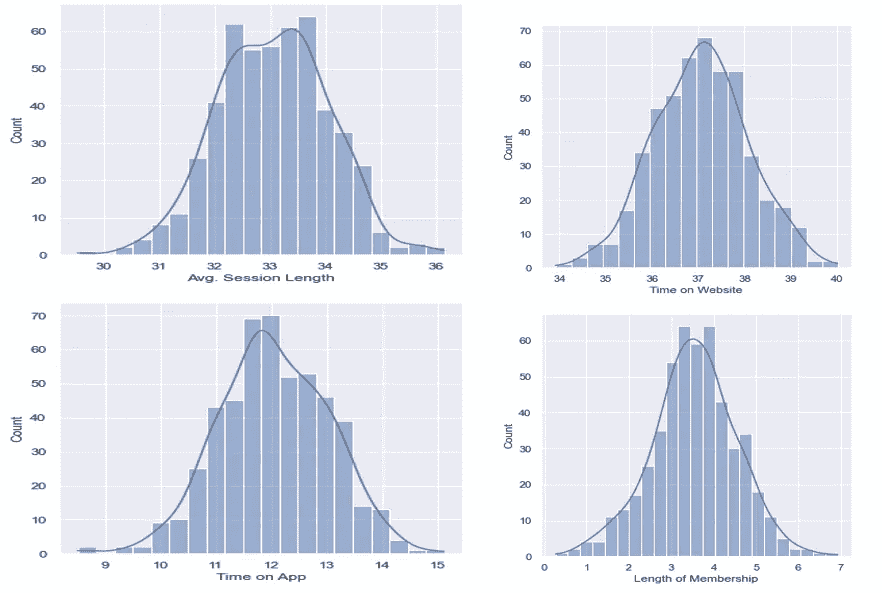 60
50
40
30
20
10
0
Count
30 31 32 33 34 35 36
Avg. Session Length
70
60
50
40
30
20
10
0
Count
34 35 36 37 38 39 40
Time on Website
70
60
50
40
30
20
10
0
Count
9 10 11 12 13 14 15
Time on App
60
50
40
30
20
10
0
Count
0 1 2 3 4 5 6 7
Length of Membership